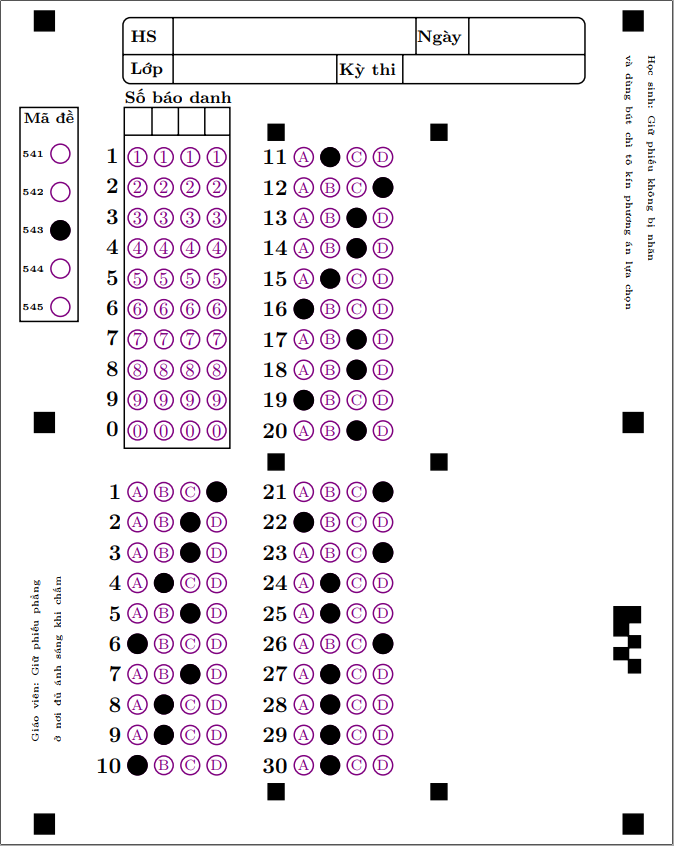 HS Ngày
Lớp Kỳ thi
Số báo danh
Mã đề
541
542
543
544
545
1 1 1 1 1
2 2 2 2 2
3 3 3 3 3
4 4 4 4 4
5 5 5 5 5
6 6 6 6 6
7 7 7 7 7
8 8 8 8 8
9 9 9 9 9
0 0 0 0 0
11 A C D
12 A B C
13 A B D
14 A B D
15 A C D
16 B C D
17 A B D
18 A B D
19 B C D
20 A B D
1 A B C
2 A B D
3 A B D
4 A C D
5 A B D
6 B C D
7 A B D
8 A C D
9 A C D
10 B C D
21 A B C
22 B C D
23 A B C
24 A C D
25 A C D
26 A B C
27 A C D
28 A C D
29 A C D
30 A C D
Học sinh: Giữ phiếu không bị nhăn
và dùng bút chì tô kín phương án lựa chọn
Giáo viên: Giữ phiếu phẳng
ở nơi đủ ánh sáng khi chấm